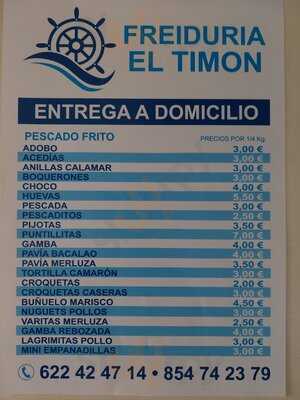 FREIDURIA
EL TIMON
ENTREGA A DOMICILIO
PESCADO FRITO PRECIOS POR 1/4 Kg.
ADOBO 3,00 €
ACEDÍAS 3,00 €
ANILLAS CALAMAR 3,00 €
BOQUERONES 3,00 €
CHOCO 4,00 €
HUEVAS 5,50 €
PESCADA 3,00 €
PESCADITOS 2,50 €
PIJOTAS 3,50 €
PUNTILLITAS 7,00 €
GAMBA 4,00 €
PAVÍA BACALAO 4,00 €
PAVÍA MERLUZA 3,50 €
TORTILLA CAMARÓN 3,00 €
CROQUETAS 2,00 €
CROQUETAS CASERAS 3,00 €
BUÑUELO MARISCO 4,50 €
NUGUETS POLLOS 3,00 €
VARITAS MERLUZA 2,50 €
GAMBA REBOZADA 4,00 €
LAGRIMITAS POLLO 3,00 €
MINI EMPANADILLAS 3,00 €
622 42 47 14 • 854 74 23 79